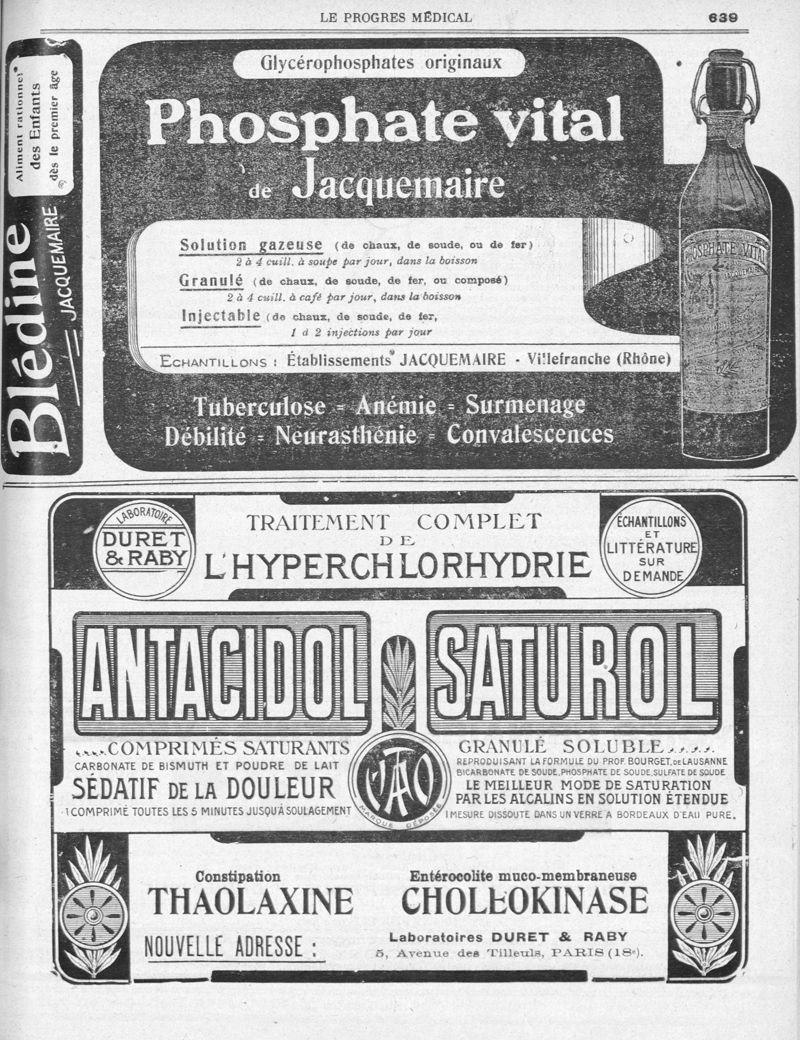 LE PROGRES MÉDICAL
639
Aliment rationnel
des Enfants
dès le premier âge
Blédine
JACQUEMAIRE
Glycérophosphates originaux
Phosphate vital
de Jacquemaire
Solution gazeuse (de chaux, de soude, ou de fer)
2 à 4 cuill. à soupe par jour, dans la boisson
Granulé (de chaux, de soude, de fer, ou composé)
2 à 4 cuill. à café par jour, dans la boisson
Injectable (de chaux, de soude, de fer,
1 à 2 injections par jour
ECHANTILLONS : Établissements JACQUEMAIRE - Villefranche (Rhône)
PHOSPHATE VITAL
Tuberculose = Anémie = Surmenage
Débilité = Neurasthénie = Convalescences
LABORATOIRE
DURET
& RABY
TRAITEMENT COMPLET
DE
L'HYPERCHLORHYDRIE
ÉCHANTILLONS
ET
LITTÉRATURE
SUR
DEMANDE
ANTACIDOL
SATUROL
COMPRIMÉS SATURANTS
CARBONATE DE BISMUTH ET POUDRE DE LAIT
SÉDATIF DE LA DOULEUR
1 COMPRIMÉ TOUTES LES 5 MINUTES JUSQU'À SOULAGEMENT
MARQUE DÉPOSÉE
GRANULÉ SOLUBLE
REPRODUISANT LA FORMULE DU PROF. BOURGET, DE LAUSANNE
BICARBONATE DE SOUDE, PHOSPHATE DE SOUDE, SULFATE DE SOUDE
LE MEILLEUR MODE DE SATURATION
PAR LES ALCALINS EN SOLUTION ÉTENDUE
1 MESURE DISSOUTE DANS UN VERRE A BORDEAUX D'EAU PURE.
Constipation
THAOLAXINE
Entérocolite muco-membraneuse
CHOLÉOKINASE
NOUVELLE ADRESSE :
Laboratoires DURET & RABY
5, Avenue des Tilleuls, PARIS (18e).